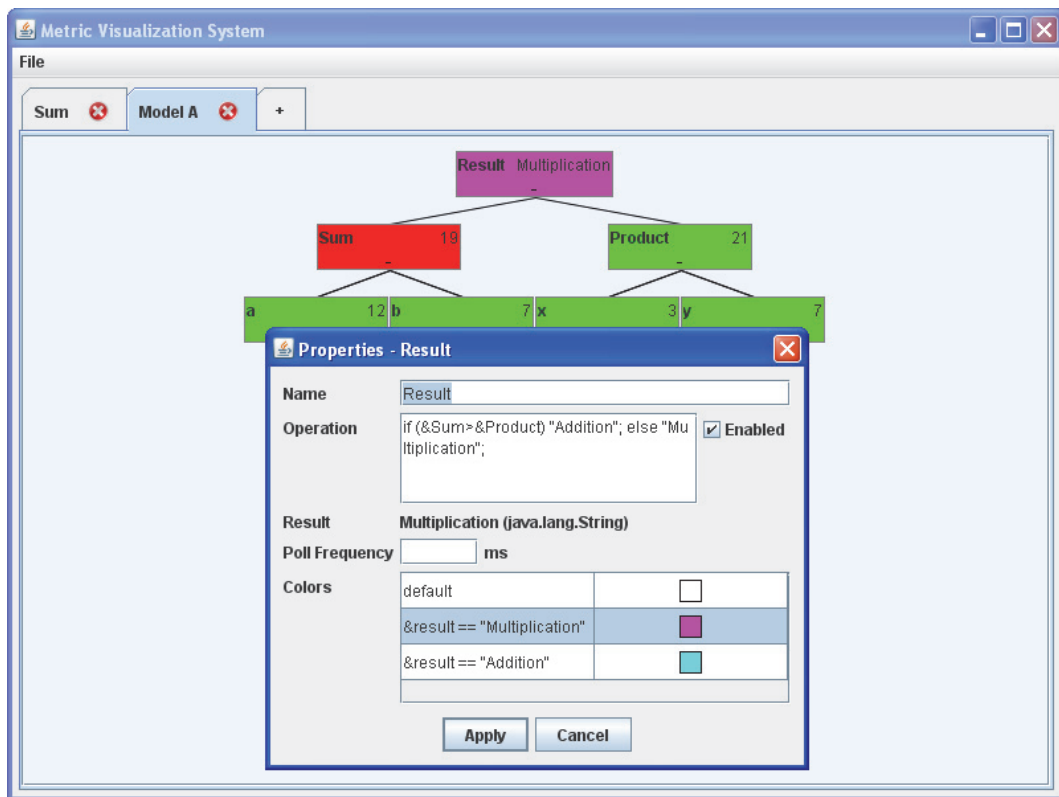 Metric Visualization System
File
Sum Model A +
Result Multiplication
-
Sum 19 Product 21
- -
a 12 b 7 x 3 y 7
Properties - Result
Name Result
Operation if (&Sum>&Product) "Addition"; else "Mu Enabled
ltiplication";
Result Multiplication (java.lang.String)
Poll Frequency ms
Colors default
&result == "Multiplication"
&result == "Addition"
Apply Cancel